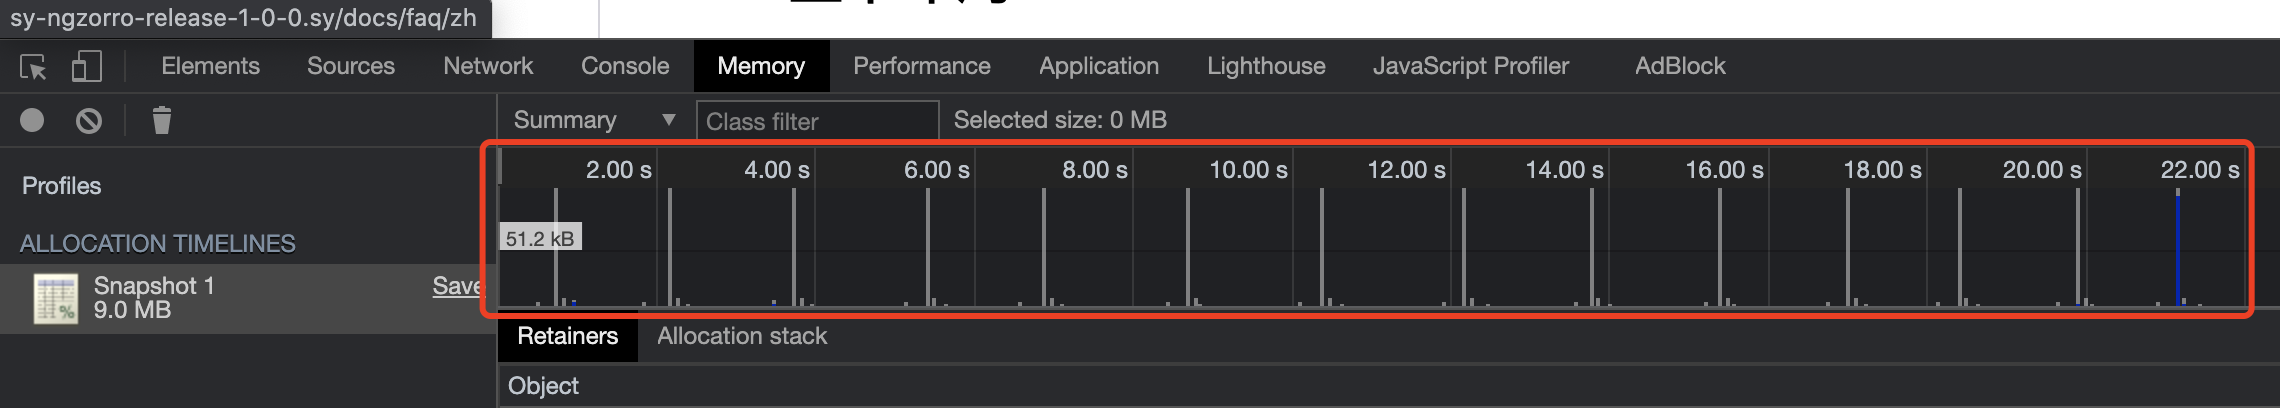 sy-ngzorro-release-1-0-0.sy/docs/faq/zh
Elements Sources Network Console Memory Performance Application Lighthouse JavaScript Profiler AdBlock
Summary ▼ Class filter Selected size: 0 MB
2.00 s 4.00 s 6.00 s 8.00 s 10.00 s 12.00 s 14.00 s 16.00 s 18.00 s 20.00 s 22.00 s
Profiles
51.2 kB
ALLOCATION TIMELINES
Snapshot 1 Save
9.0 MB
Retainers Allocation stack
Object